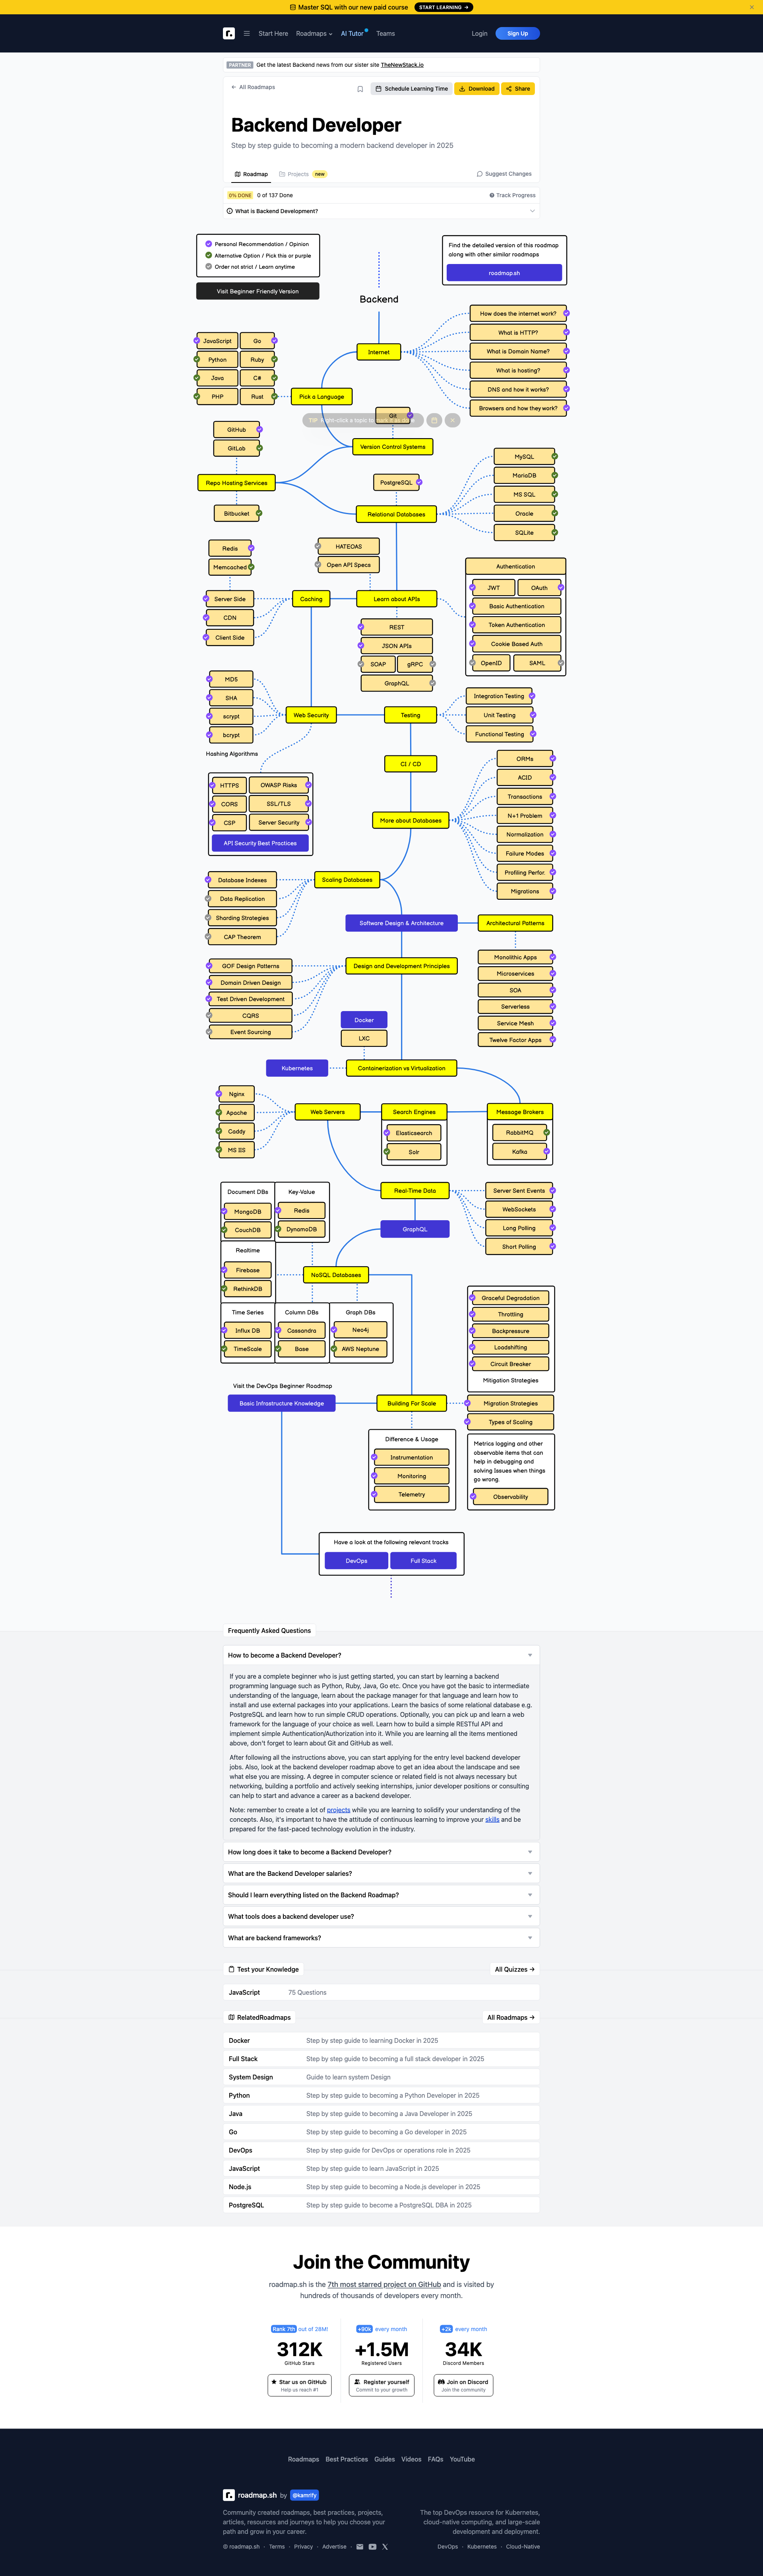 Master SQL with our new paid course START LEARNING →
Start Here
Roadmaps
AI Tutor
Teams
Login
Sign Up
PARTNER Get the latest Backend news from our sister site TheNewStack.io
← All Roadmaps
Schedule Learning Time
Download
Share
Backend Developer
Step by step guide to becoming a modern backend developer in 2025
Roadmap
Projects new
Suggest Changes
0% DONE 0 of 137 Done
Track Progress
What is Backend Development?
Personal Recommendation / Opinion
Alternative Option / Pick this or purple
Order not strict / Learn anytime
Visit Beginner Friendly Version
Find the detailed version of this roadmap
along with other similar roadmaps
roadmap.sh
Backend
Internet
How does the internet work?
What is HTTP?
What is Domain Name?
What is hosting?
DNS and how it works?
Browsers and how they work?
JavaScript
Go
Python
Ruby
Java
C#
PHP
Rust
Pick a Language
Git
TIP Right-click a topic to
GitHub
GitLab
Version Control Systems
Repo Hosting Services
Bitbucket
PostgreSQL
Relational Databases
MySQL
MariaDB
MS SQL
Oracle
SQLite
Redis
Memcached
HATEOAS
Open API Specs
Authentication
JWT
OAuth
Basic Authentication
Token Authentication
Cookie Based Auth
OpenID
SAML
Server Side
CDN
Client Side
Caching
Learn about APIs
REST
JSON APIs
SOAP
gRPC
GraphQL
MD5
SHA
scrypt
bcrypt
Hashing Algorithms
Web Security
Testing
Integration Testing
Unit Testing
Functional Testing
CI / CD
HTTPS
OWASP Risks
CORS
SSL/TLS
CSP
Server Security
API Security Best Practices
More about Databases
ORMs
ACID
Transactions
N+1 Problem
Normalization
Failure Modes
Profiling Perfor.
Migrations
Database Indexes
Data Replication
Sharding Strategies
CAP Theorem
Scaling Databases
Software Design & Architecture
Architectural Patterns
Monolithic Apps
Microservices
SOA
Serverless
Service Mesh
Twelve Factor Apps
GOF Design Patterns
Domain Driven Design
Test Driven Development
CQRS
Event Sourcing
Design and Development Principles
Docker
LXC
Kubernetes
Containerization vs Virtualization
Nginx
Apache
Caddy
MS IIS
Web Servers
Search Engines
Elasticsearch
Solr
Message Brokers
RabbitMQ
Kafka
Real-Time Data
Server Sent Events
WebSockets
Long Polling
Short Polling
GraphQL
Document DBs
MongoDB
CouchDB
Key-Value
Redis
DynamoDB
Realtime
Firebase
RethinkDB
NoSQL Databases
Time Series
Influx DB
TimeScale
Column DBs
Cassandra
Base
Graph DBs
Neo4j
AWS Neptune
Graceful Degradation
Throttling
Backpressure
Loadshifting
Circuit Breaker
Mitigation Strategies
Visit the DevOps Beginner Roadmap
Basic Infrastructure Knowledge
Building For Scale
Migration Strategies
Types of Scaling
Difference & Usage
Instrumentation
Monitoring
Telemetry
Metrics logging and other
observable items that can
help in debugging and
solving Issues when things
go wrong.
Observability
Have a look at the following relevant tracks
DevOps
Full Stack
Frequently Asked Questions
How to become a Backend Developer?
If you are a complete beginner who is just getting started, you can start by learning a backend
programming language such as Python, Ruby, Java, Go etc. Once you have got the basic to intermediate
understanding of the language, learn about the package manager for that language and learn how to
install and use external packages into your applications. Learn the basics of some relational database e.g.
PostgreSQL and learn how to run simple CRUD operations. Optionally, you can pick up and learn a web
framework for the language of your choice as well. Learn how to build a simple RESTful API and
implement simple Authentication/Authorization into it. While you are learning all the items mentioned
above, don't forget to learn about Git and GitHub as well.
After following all the instructions above, you can start applying for the entry level backend developer
jobs. Also, look at the backend developer roadmap above to get an idea about the landscape and see
what else you are missing. A degree in computer science or related field is not always necessary but
networking, building a portfolio and actively seeking internships, junior developer positions or consulting
can help to start and advance a career as a backend developer.
Note: remember to create a lot of projects while you are learning to solidify your understanding of the
concepts. Also, it's important to have the attitude of continuous learning to improve your skills and be
prepared for the fast-paced technology evolution in the industry.
How long does it take to become a Backend Developer?
What are the Backend Developer salaries?
Should I learn everything listed on the Backend Roadmap?
What tools does a backend developer use?
What are backend frameworks?
Test your Knowledge
All Quizzes →
JavaScript 75 Questions
RelatedRoadmaps
All Roadmaps →
Docker Step by step guide to learning Docker in 2025
Full Stack Step by step guide to becoming a full stack developer in 2025
System Design Guide to learn system Design
Python Step by step guide to becoming a Python Developer in 2025
Java Step by step guide to becoming a Java Developer in 2025
Go Step by step guide to becoming a Go developer in 2025
DevOps Step by step guide for DevOps or operations role in 2025
JavaScript Step by step guide to learn JavaScript in 2025
Node.js Step by step guide to becoming a Node.js developer in 2025
PostgreSQL Step by step guide to become a PostgreSQL DBA in 2025
Join the Community
roadmap.sh is the 7th most starred project on GitHub and is visited by
hundreds of thousands of developers every month.
Rank 7th out of 28M!
312K
GitHub Stars
Star us on GitHub
Help us reach #1
+90k every month
+1.5M
Registered Users
Register yourself
Commit to your growth
+2k every month
34K
Discord Members
Join on Discord
Join the community
Roadmaps Best Practices Guides Videos FAQs YouTube
roadmap.sh by @kamrify
Community created roadmaps, best practices, projects,
articles, resources and journeys to help you choose your
path and grow in your career.
© roadmap.sh · Terms · Privacy · Advertise ·
The top DevOps resource for Kubernetes,
cloud-native computing, and large-scale
development and deployment.
DevOps · Kubernetes · Cloud-Native